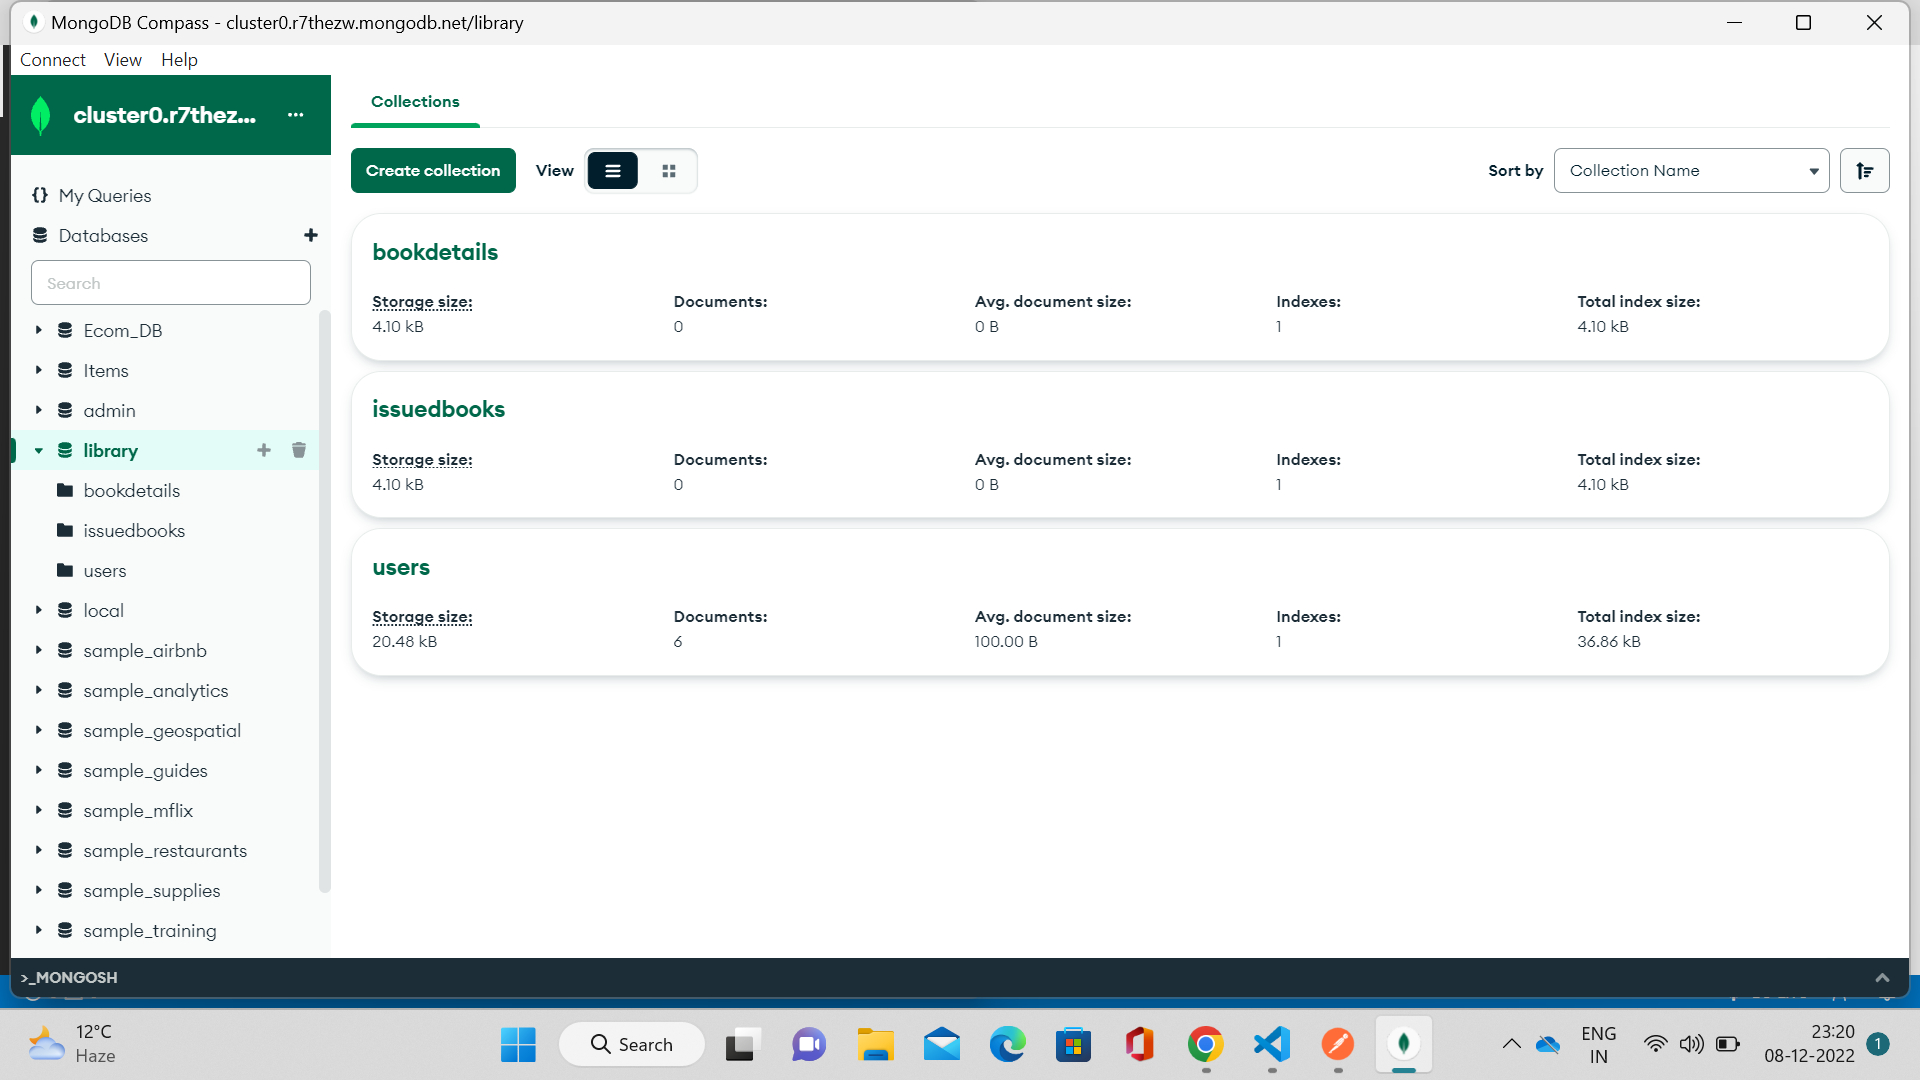 MongoDB Compass - cluster0.r7thezw.mongodb.net/library
Connect View Help
cluster0.r7thez... ...
My Queries
Databases
Search
Ecom_DB
Items
admin
library
bookdetails
issuedbooks
users
local
sample_airbnb
sample_analytics
sample_geospatial
sample_guides
sample_mflix
sample_restaurants
sample_supplies
sample_training
Collections
Create collection View Sort by Collection Name
bookdetails
Storage size: Documents: Avg. document size: Indexes: Total index size:
4.10 kB 0 0 B 1 4.10 kB
issuedbooks
Storage size: Documents: Avg. document size: Indexes: Total index size:
4.10 kB 0 0 B 1 4.10 kB
users
Storage size: Documents: Avg. document size: Indexes: Total index size:
20.48 kB 6 100.00 B 1 36.86 kB
>_MONGOSH
12°C
Haze
Search
ENG
IN
23:20
08-12-2022
1